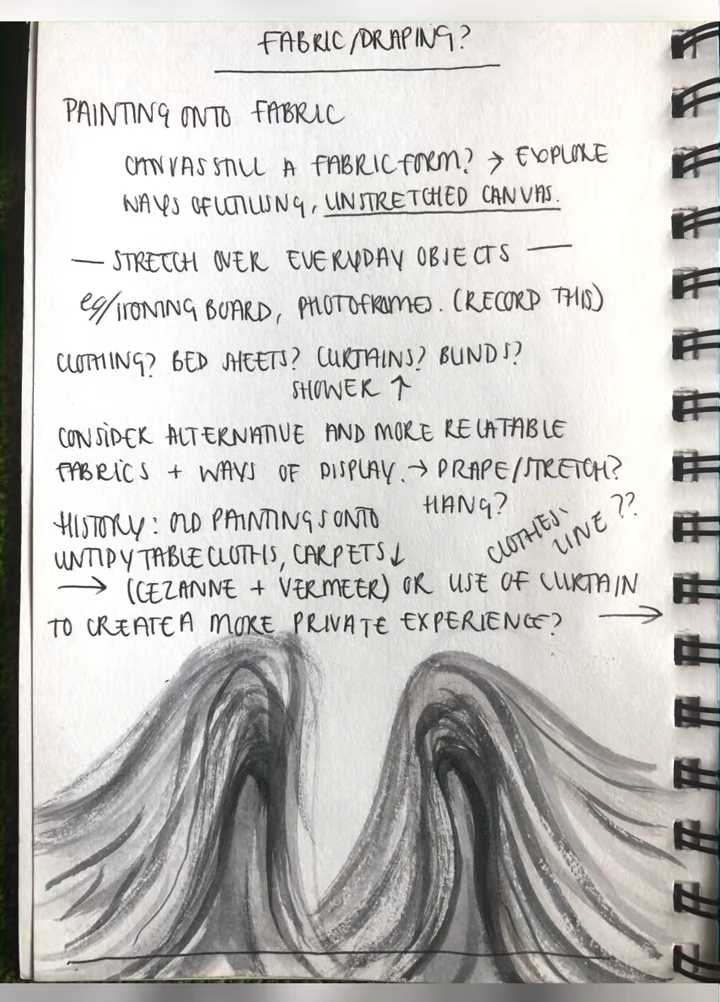 FABRIC/DRAPING?
PAINTING ONTO FABRIC
CANVAS STILL A FABRIC FORM? → EXPLORE
WAYS OF UTILISING, UNSTRETCHED CANVAS.
— STRETCH OVER EVERYDAY OBJECTS —
eg/IRONING BOARD, PHOTOFRAMES. (RECORD THIS)
CLOTHING? BED SHEETS? CURTAINS? BLINDS?
SHOWER ↑
CONSIDER ALTERNATIVE AND MORE RELATABLE
FABRICS + WAYS OF DISPLAY. → DRAPE/STRETCH?
HANG?
CLOTHES LINE ??
HISTORY: OLD PAINTINGS ONTO
UNTIDY TABLE CLOTHS, CARPETS ↓
→ (CEZANNE + VERMEER) OR USE OF CURTAIN
TO CREATE A MORE PRIVATE EXPERIENCE? →